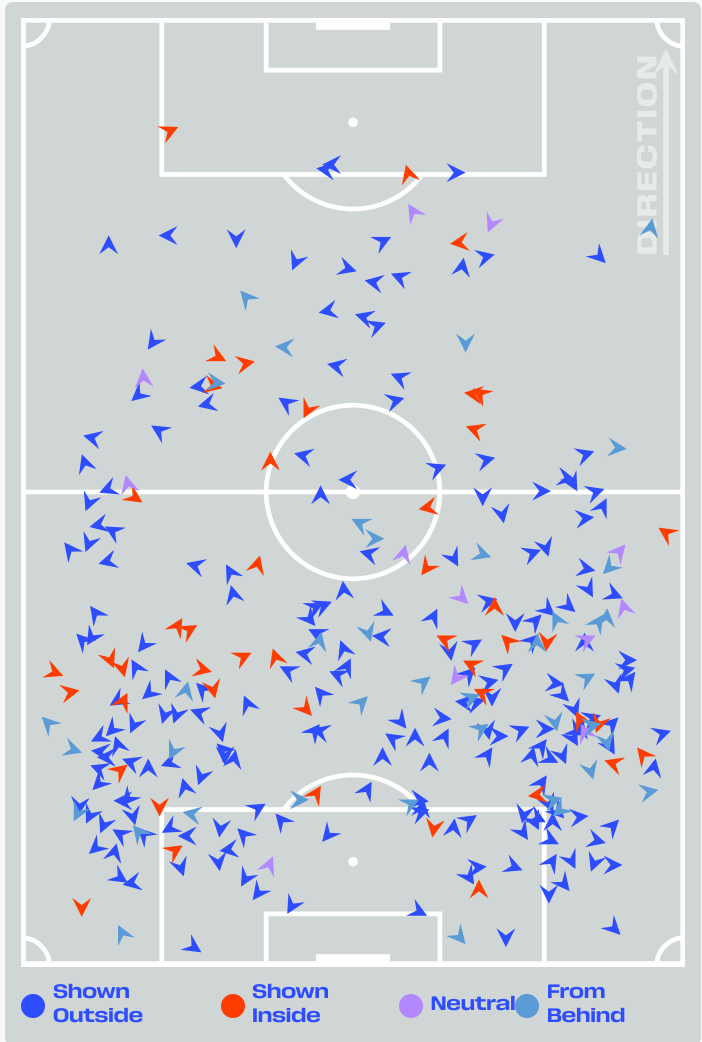 DIRECTION
Shown
Outside
Shown
Inside
Neutral
From
Behind